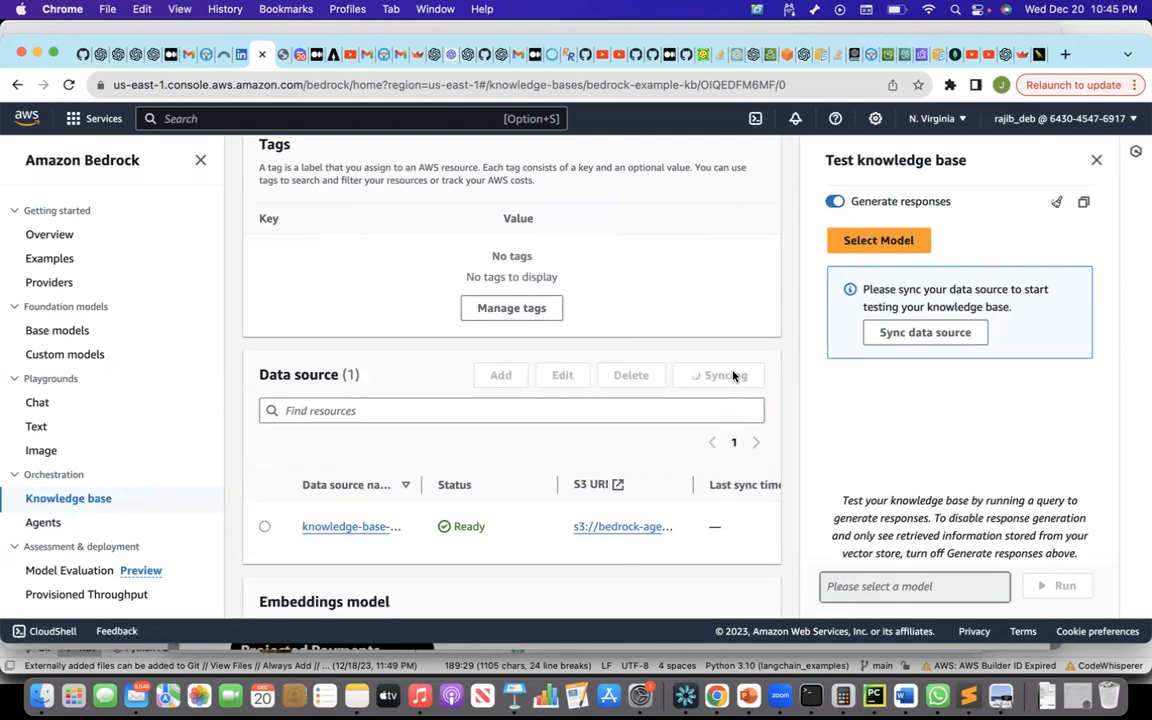 Chrome File Edit View History Bookmarks Profiles Tab Window Help Wed Dec 20 10:45 PM
us-east-1.console.aws.amazon.com/bedrock/home?region=us-east-1#/knowledge-bases/bedrock-example-kb/OIQEDFM6MF/0 Relaunch to update
aws Services Search [Option+S] N. Virginia rajib_deb @ 6430-4547-6917
Amazon Bedrock
Getting started
Overview
Examples
Providers
Foundation models
Base models
Custom models
Playgrounds
Chat
Text
Image
Orchestration
Knowledge base
Agents
Assessment & deployment
Model Evaluation Preview
Provisioned Throughput
Tags
A tag is a label that you assign to an AWS resource. Each tag consists of a key and an optional value. You can use
tags to search and filter your resources or track your AWS costs.
Key Value
No tags
No tags to display
Manage tags
Data source (1) Add Edit Delete Syncing
Find resources
1
Data source na... Status S3 URI Last sync time
knowledge-base-... Ready s3://bedrock-age... —
Embeddings model
Test knowledge base
Generate responses
Select Model
Please sync your data source to start
testing your knowledge base.
Sync data source
Test your knowledge base by running a query to
generate responses. To disable response generation
and only see retrieved information stored from your
vector store, turn off Generate responses above.
Please select a model Run
CloudShell Feedback © 2023, Amazon Web Services, Inc. or its affiliates. Privacy Terms Cookie preferences
Externally added files can be added to Git // View Files // Always Add // ... (12/18/23, 11:49 PM) 189:29 (1105 chars, 24 line breaks) LF UTF-8 4 spaces Python 3.10 (langchain_examples) main AWS: AWS Builder ID Expired CodeWhisperer